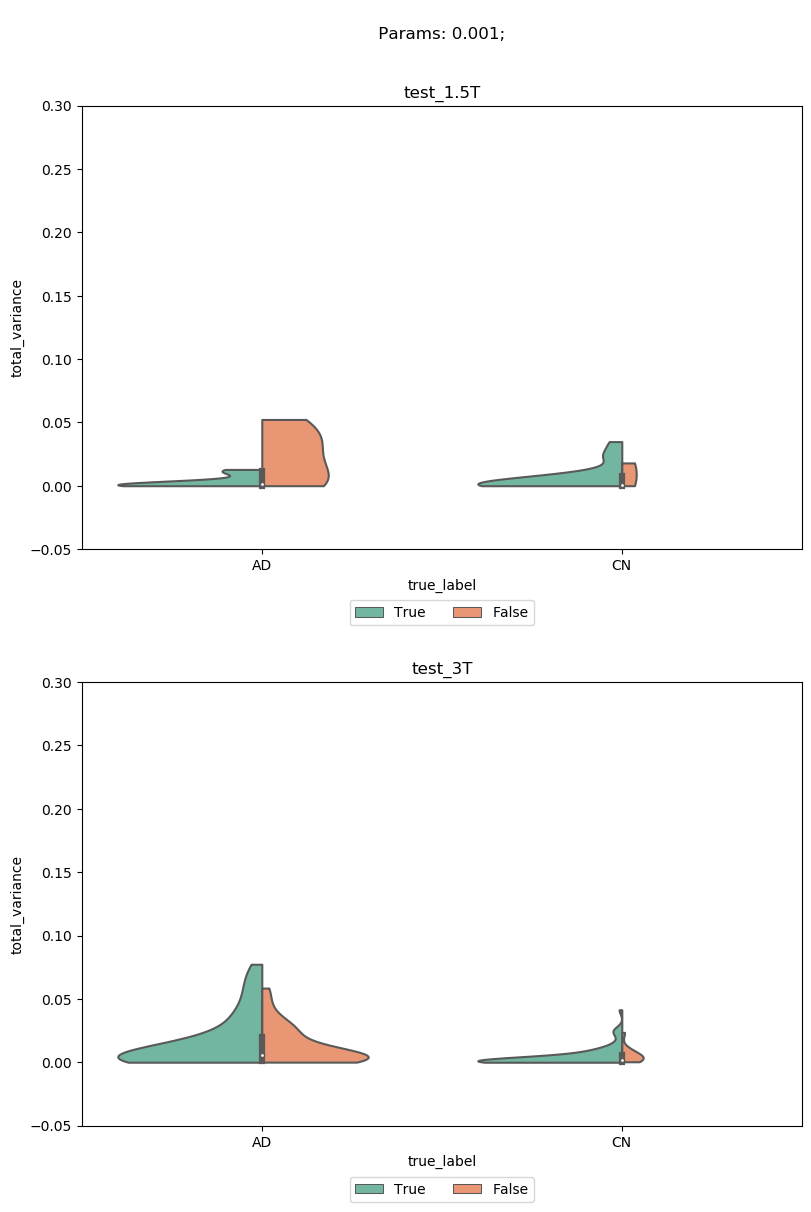 Params: 0.001;
test_1.5T
0.30
0.25
0.20
0.15
0.10
0.05
0.00
−0.05
total_variance
AD CN
true_label
True False
test_3T
0.30
0.25
0.20
0.15
0.10
0.05
0.00
−0.05
total_variance
AD CN
true_label
True False